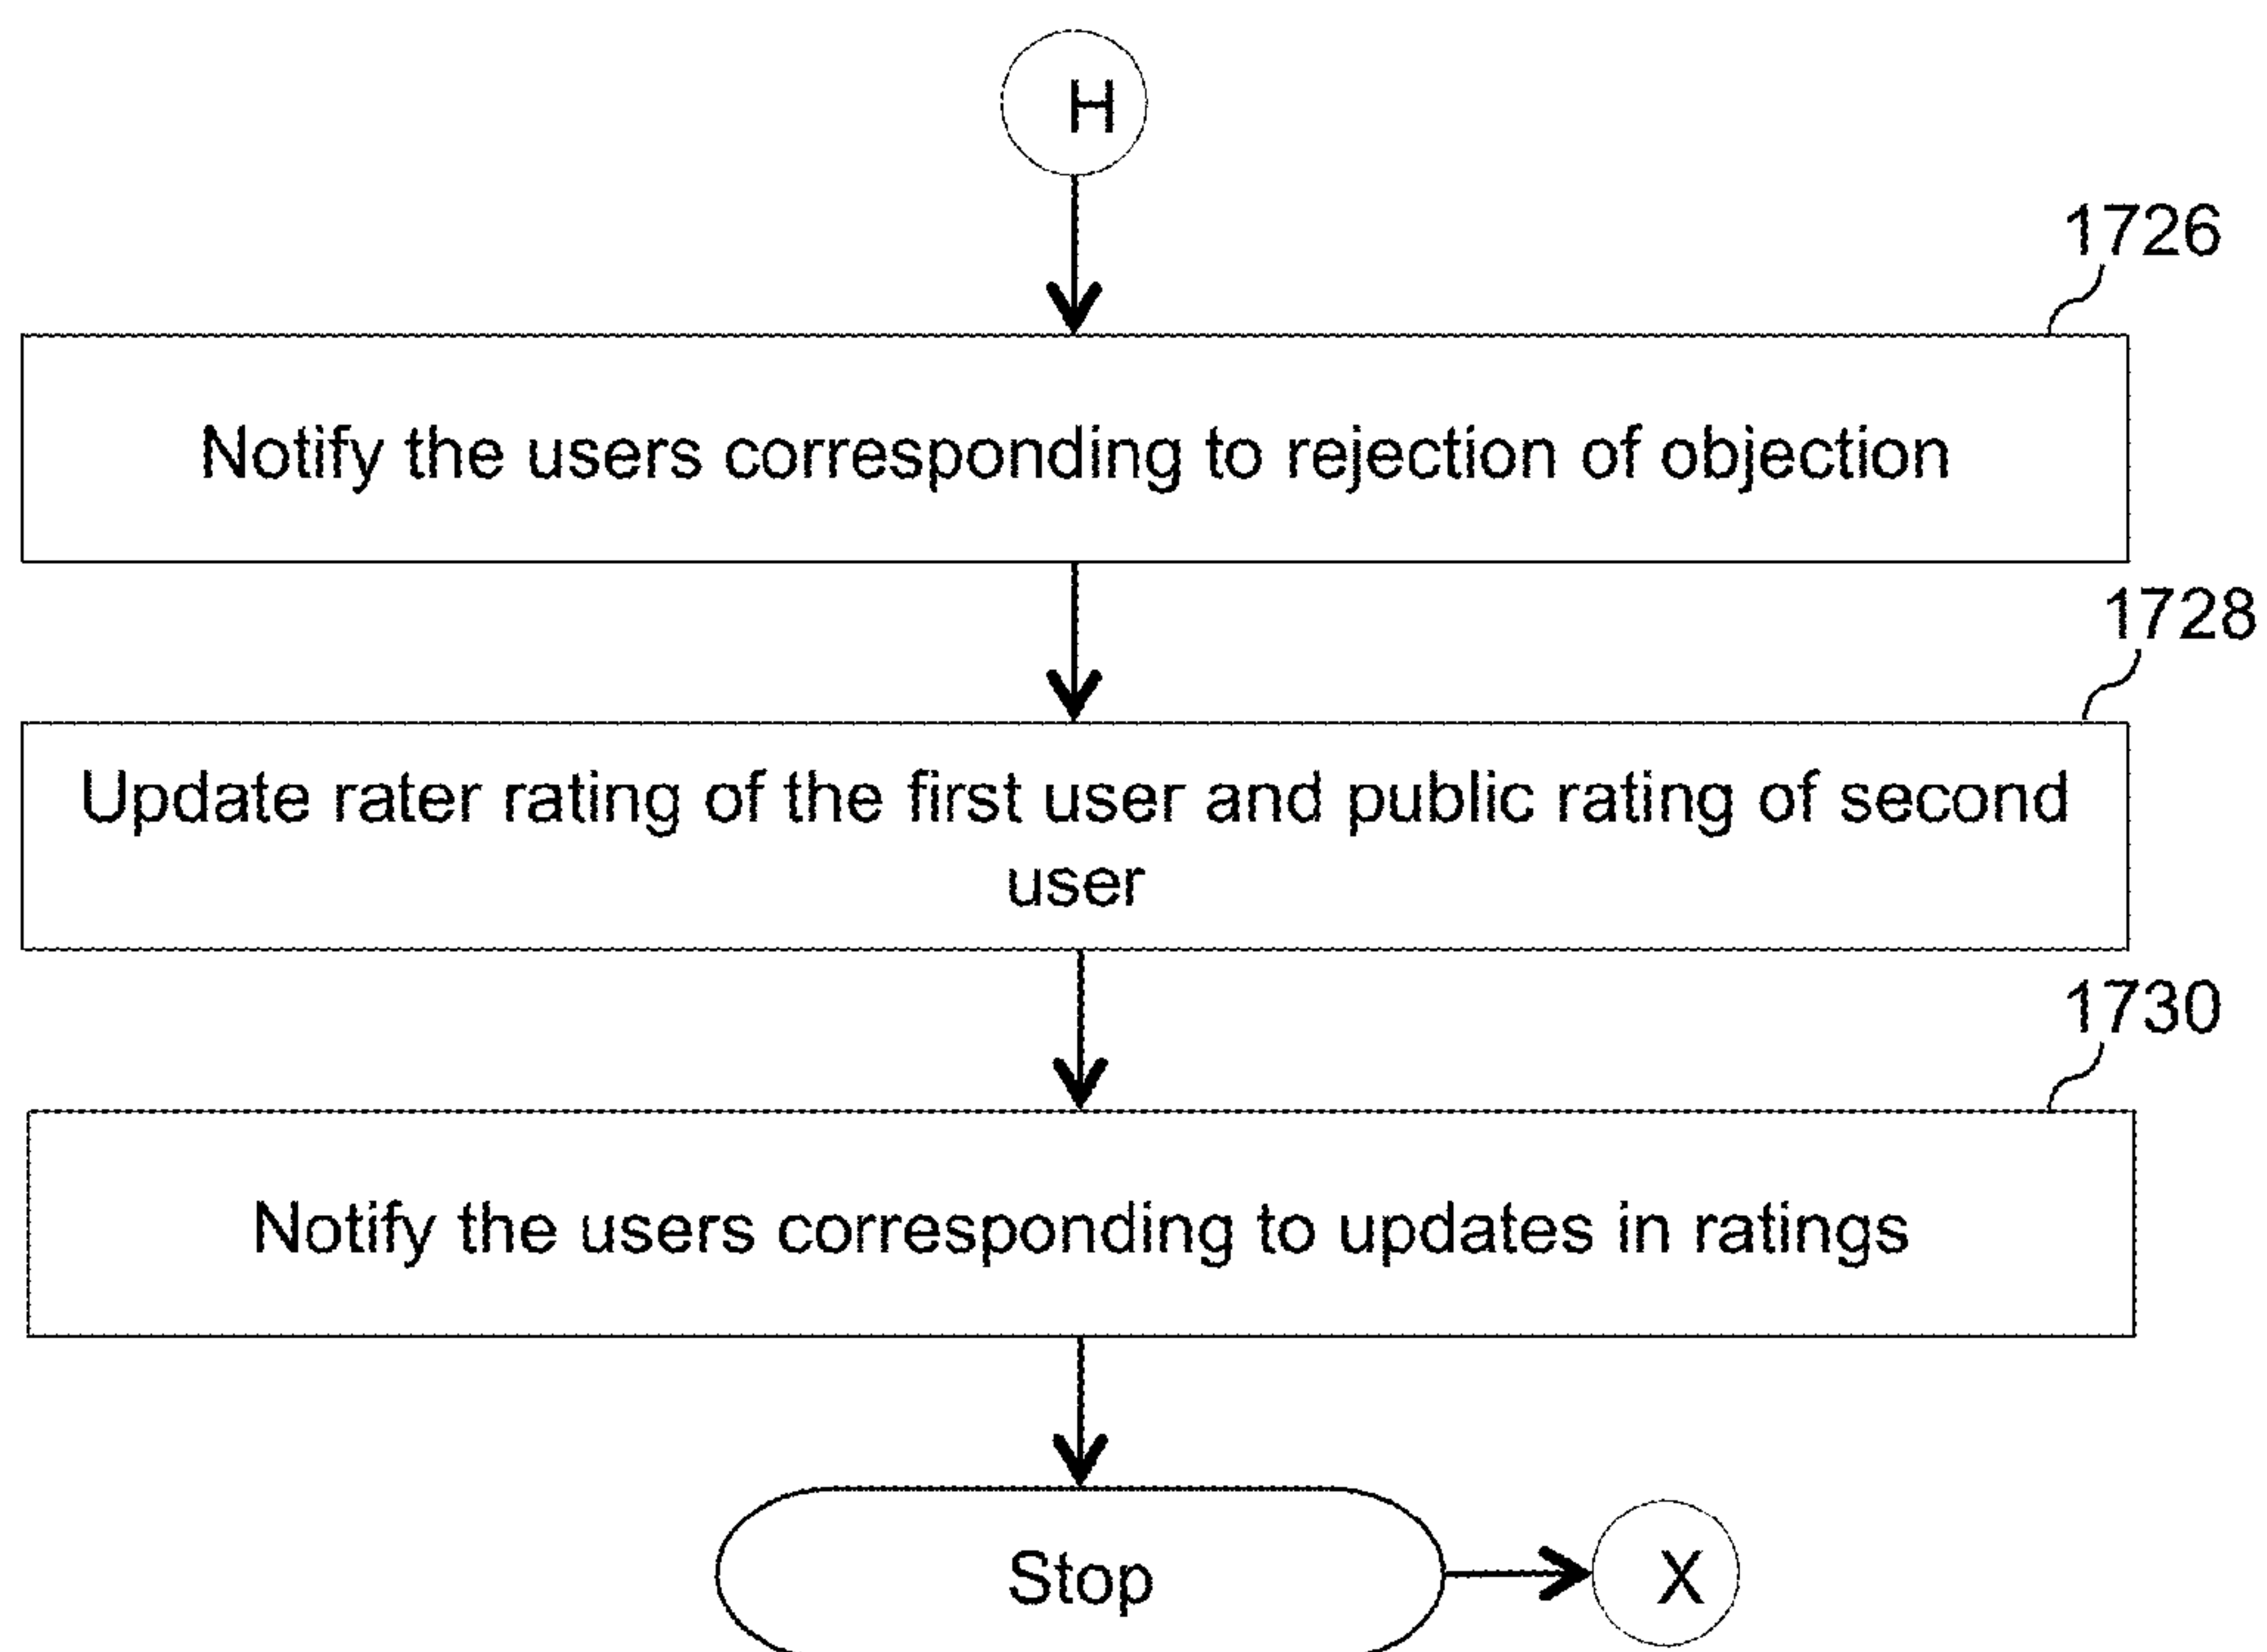 H
1726
Notify the users corresponding to rejection of objection
1728
Update rater rating of the first user and public rating of second
user
1730
Notify the users corresponding to updates in ratings
Stop
X